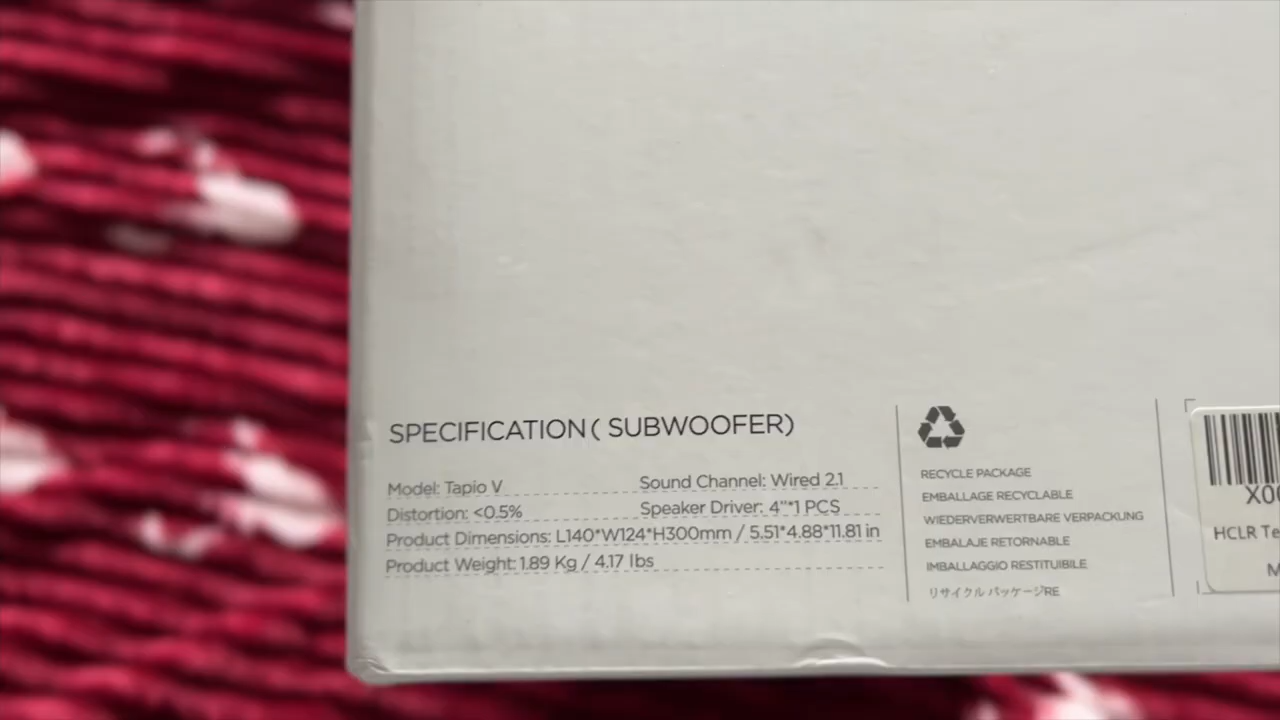 SPECIFICATION ( SUBWOOFER)
Model: Tapio V
Sound Channel: Wired 2.1
Distortion: <0.5%
Speaker Driver: 4"*1 PCS
Product Dimensions: L140*W124*H300mm / 5.51*4.88*11.81 in
Product Weight: 1.89 Kg / 4.17 lbs
RECYCLE PACKAGE
EMBALLAGE RECYCLABLE
WIEDERVERWERTBARE VERPACKUNG
EMBALAJE RETORNABLE
IMBALLAGGIO RESTITUIBILE
リサイクル パッケージRE
HCLR